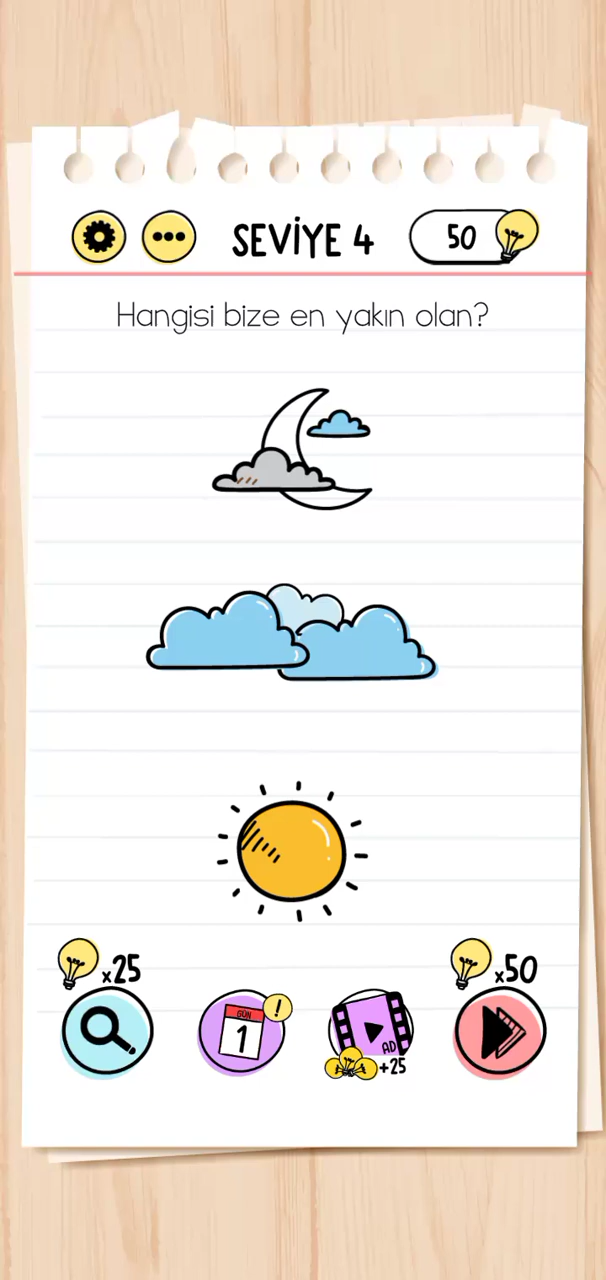 SEVİYE 4
50
Hangisi bize en yakın olan?
x25
x50
GÜN
1
!
AD
+25